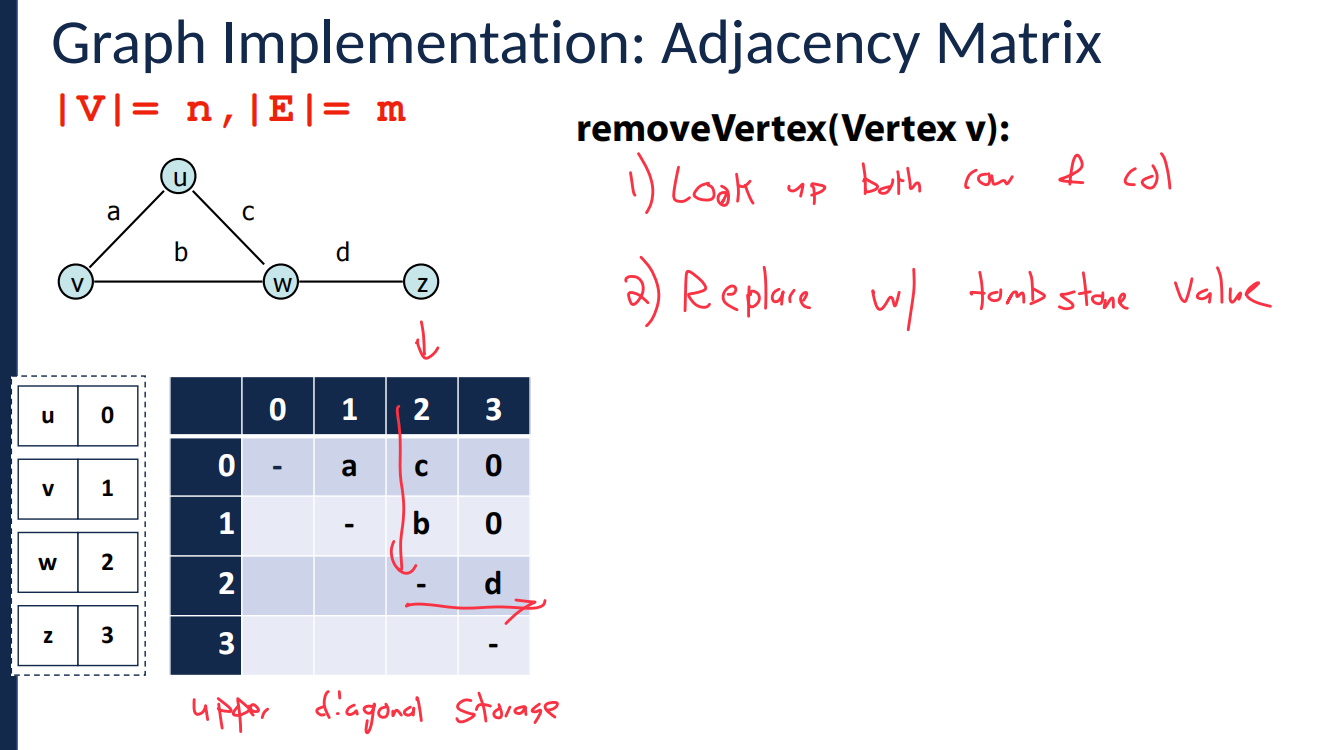 Graph Implementation: Adjacency Matrix
|V|= n,|E|= m
removeVertex(Vertex v):
1) Look up both row & col
2) Replace w/ tombstone value
u
a c
b d
v w z
u 0
v 1
w 2
z 3
0 1 2 3
0 - a c 0
1 - b 0
2 - d
3 -
upper diagonal storage